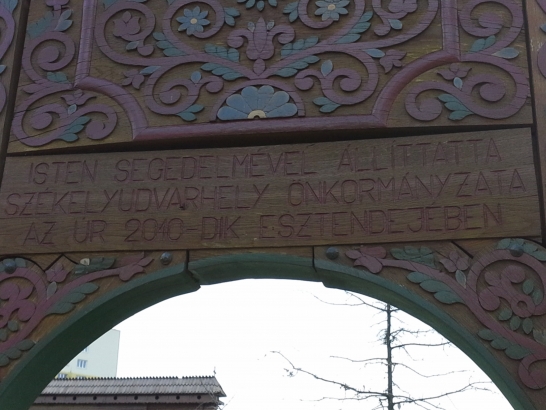 ISTEN SEGEDELMÉVEL ÁLLÍTTATTA
SZÉKELYUDVARHELY ÖNKORMÁNYZATA
AZ ÚR 2010-DIK ESZTENDEJÉBEN